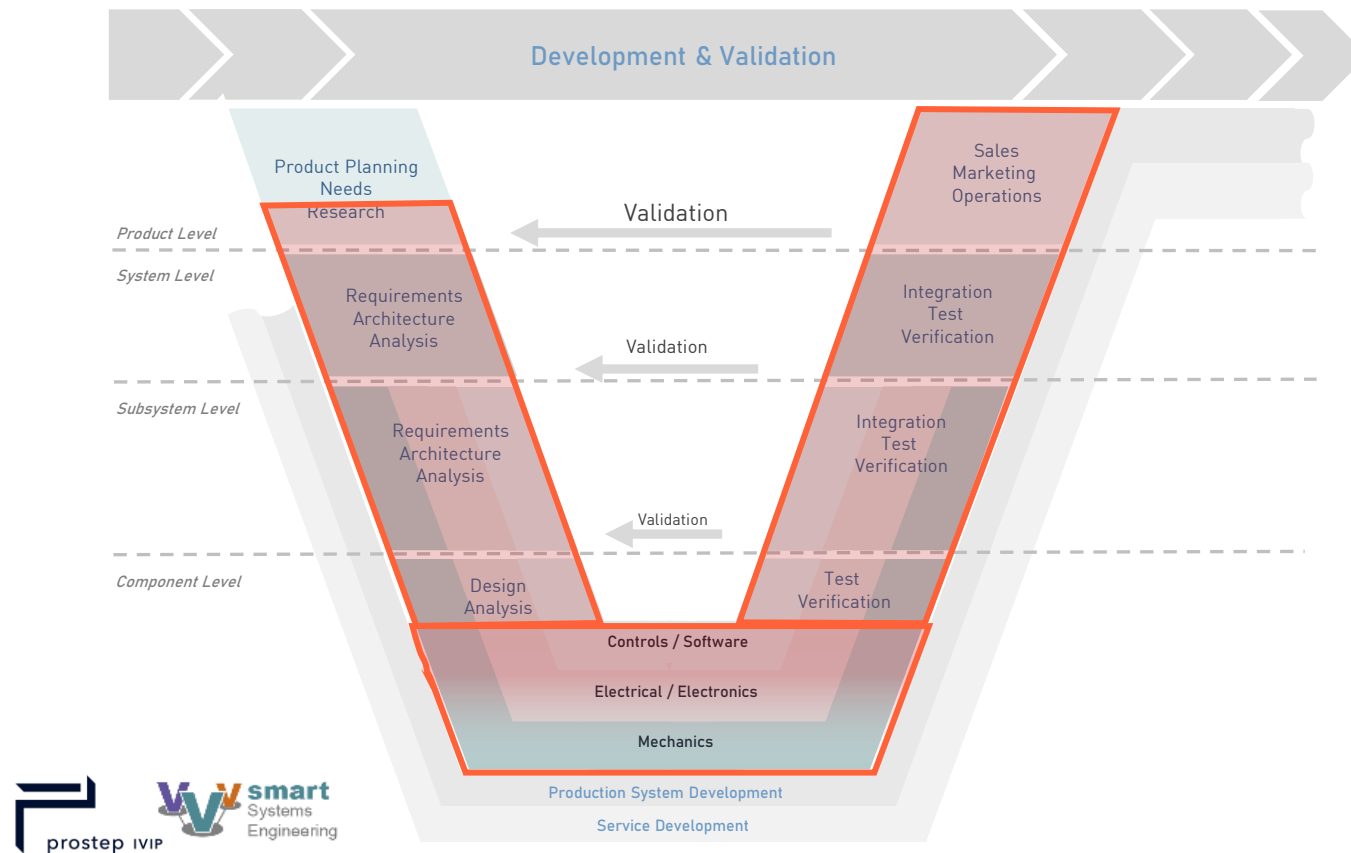 Development & Validation
Product Planning
Needs
Research
Sales
Marketing
Operations
Validation
Product Level
System Level
Requirements
Architecture
Analysis
Integration
Test
Verification
Validation
Subsystem Level
Requirements
Architecture
Analysis
Integration
Test
Verification
Validation
Component Level
Design
Analysis
Test
Verification
Controls / Software
Electrical / Electronics
Mechanics
Production System Development
Service Development
prostep IVIP
VVV smart
Systems
Engineering